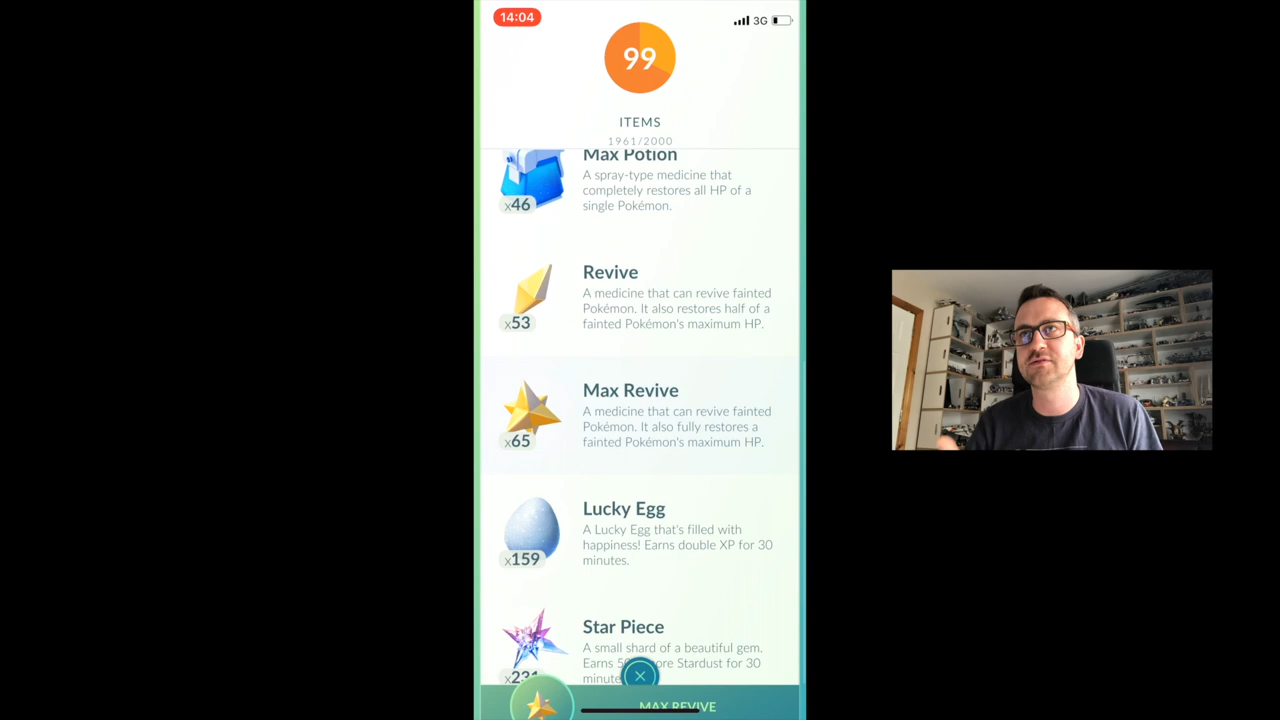 14:04
3G
99
ITEMS
1961/2000
Max Potion
A spray-type medicine that
completely restores all HP of a
single Pokémon.
x46
Revive
A medicine that can revive fainted
Pokémon. It also restores half of a
fainted Pokémon's maximum HP.
x53
Max Revive
A medicine that can revive fainted
Pokémon. It also fully restores a
fainted Pokémon's maximum HP.
x65
Lucky Egg
A Lucky Egg that's filled with
happiness! Earns double XP for 30
minutes.
x159
Star Piece
A small shard of a beautiful gem.
Earns Stardust for 30
x231
MAX REVIVE